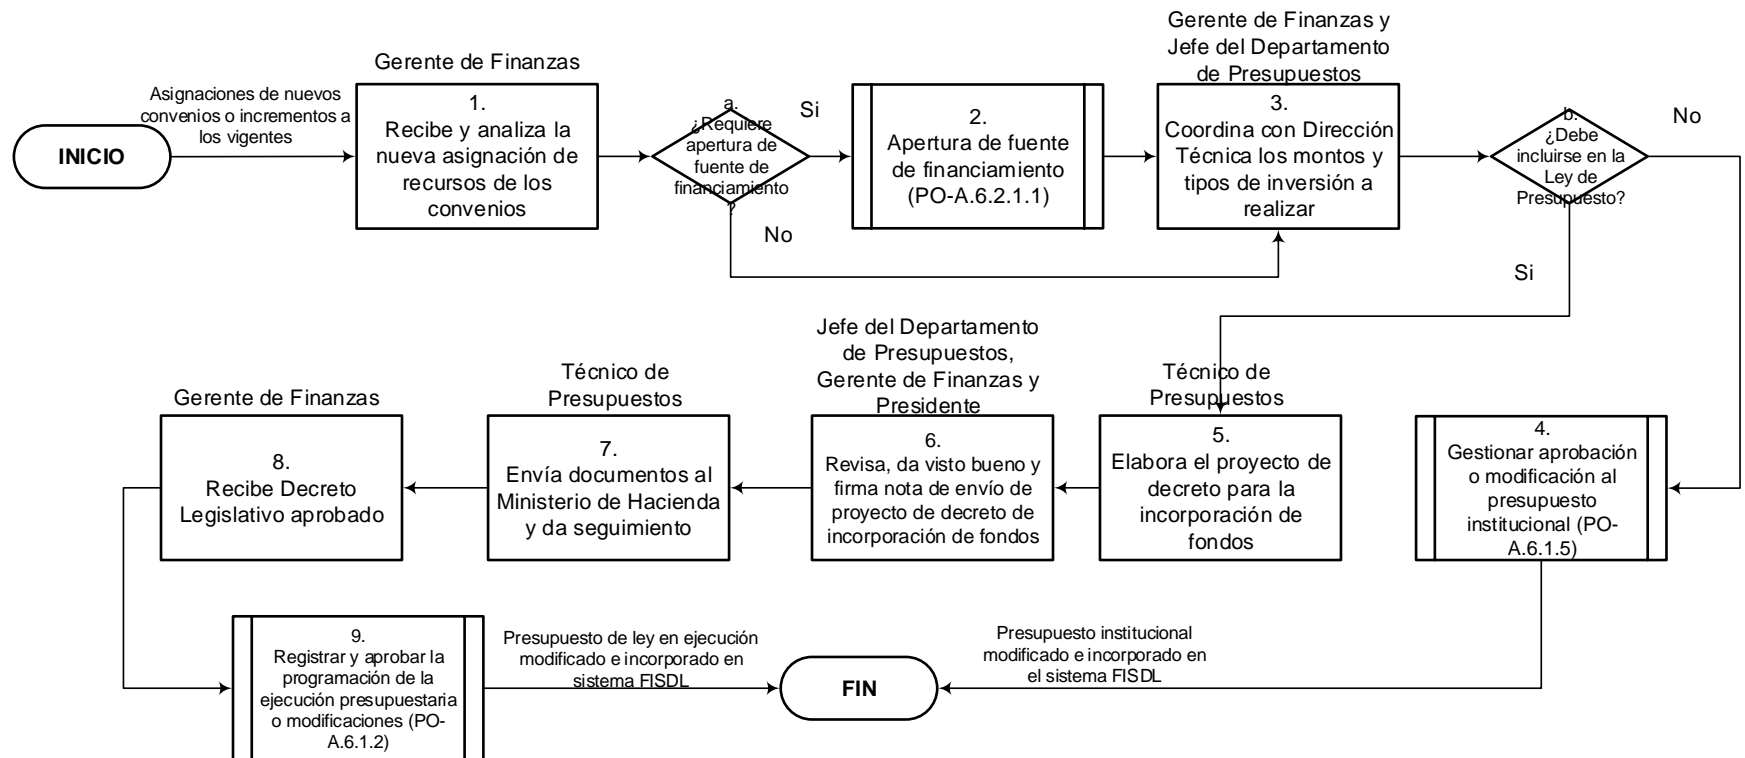 INICIO
Asignaciones de nuevos
convenios o incrementos a
los vigentes
Gerente de Finanzas
1.
Recibe y analiza la
nueva asignación de
recursos de los
convenios
a.
¿Requiere
apertura de
fuente de
financiamiento
?
Si
No
2.
Apertura de fuente
de financiamiento
(PO-A.6.2.1.1)
Gerente de Finanzas y
Jefe del Departamento
de Presupuestos
3.
Coordina con Dirección
Técnica los montos y
tipos de inversión a
realizar
b.
¿Debe
incluirse en la
Ley de
Presupuesto?
No
Si
Gerente de Finanzas
8.
Recibe Decreto
Legislativo aprobado
Técnico de
Presupuestos
7.
Envía documentos al
Ministerio de Hacienda
y da seguimiento
Jefe del Departamento
de Presupuestos,
Gerente de Finanzas y
Presidente
6.
Revisa, da visto bueno y
firma nota de envío de
proyecto de decreto de
incorporación de fondos
Técnico de
Presupuestos
5.
Elabora el proyecto de
decreto para la
incorporación de
fondos
4.
Gestionar aprobación
o modificación al
presupuesto
institucional (PO-
A.6.1.5)
9.
Registrar y aprobar la
programación de la
ejecución presupuestaria
o modificaciones (PO-
A.6.1.2)
Presupuesto de ley en ejecución
modificado e incorporado en
sistema FISDL
FIN
Presupuesto institucional
modificado e incorporado en
el sistema FISDL